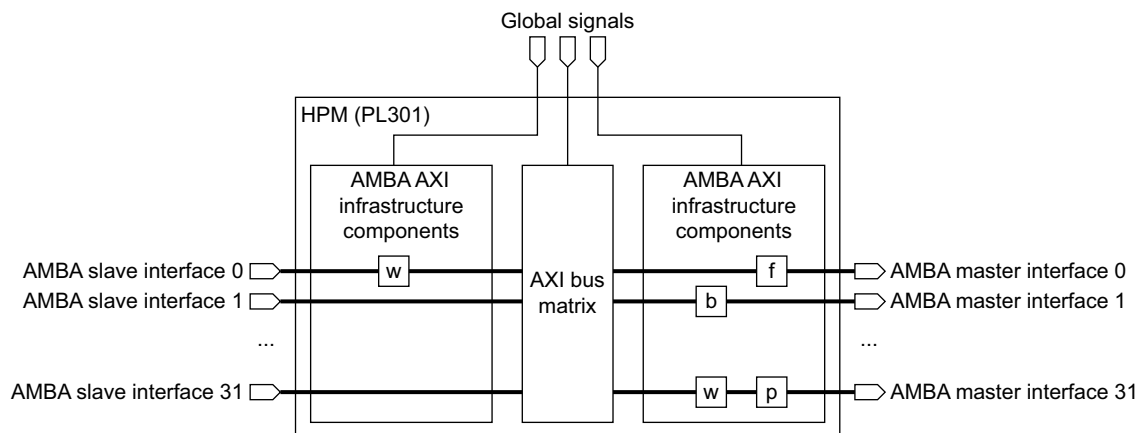 Global signals
HPM (PL301)
AMBA AXI
infrastructure
components
AMBA AXI
infrastructure
components
AXI bus
matrix
AMBA slave interface 0
w
f
AMBA master interface 0
AMBA slave interface 1
b
AMBA master interface 1
...
...
AMBA slave interface 31
w
p
AMBA master interface 31